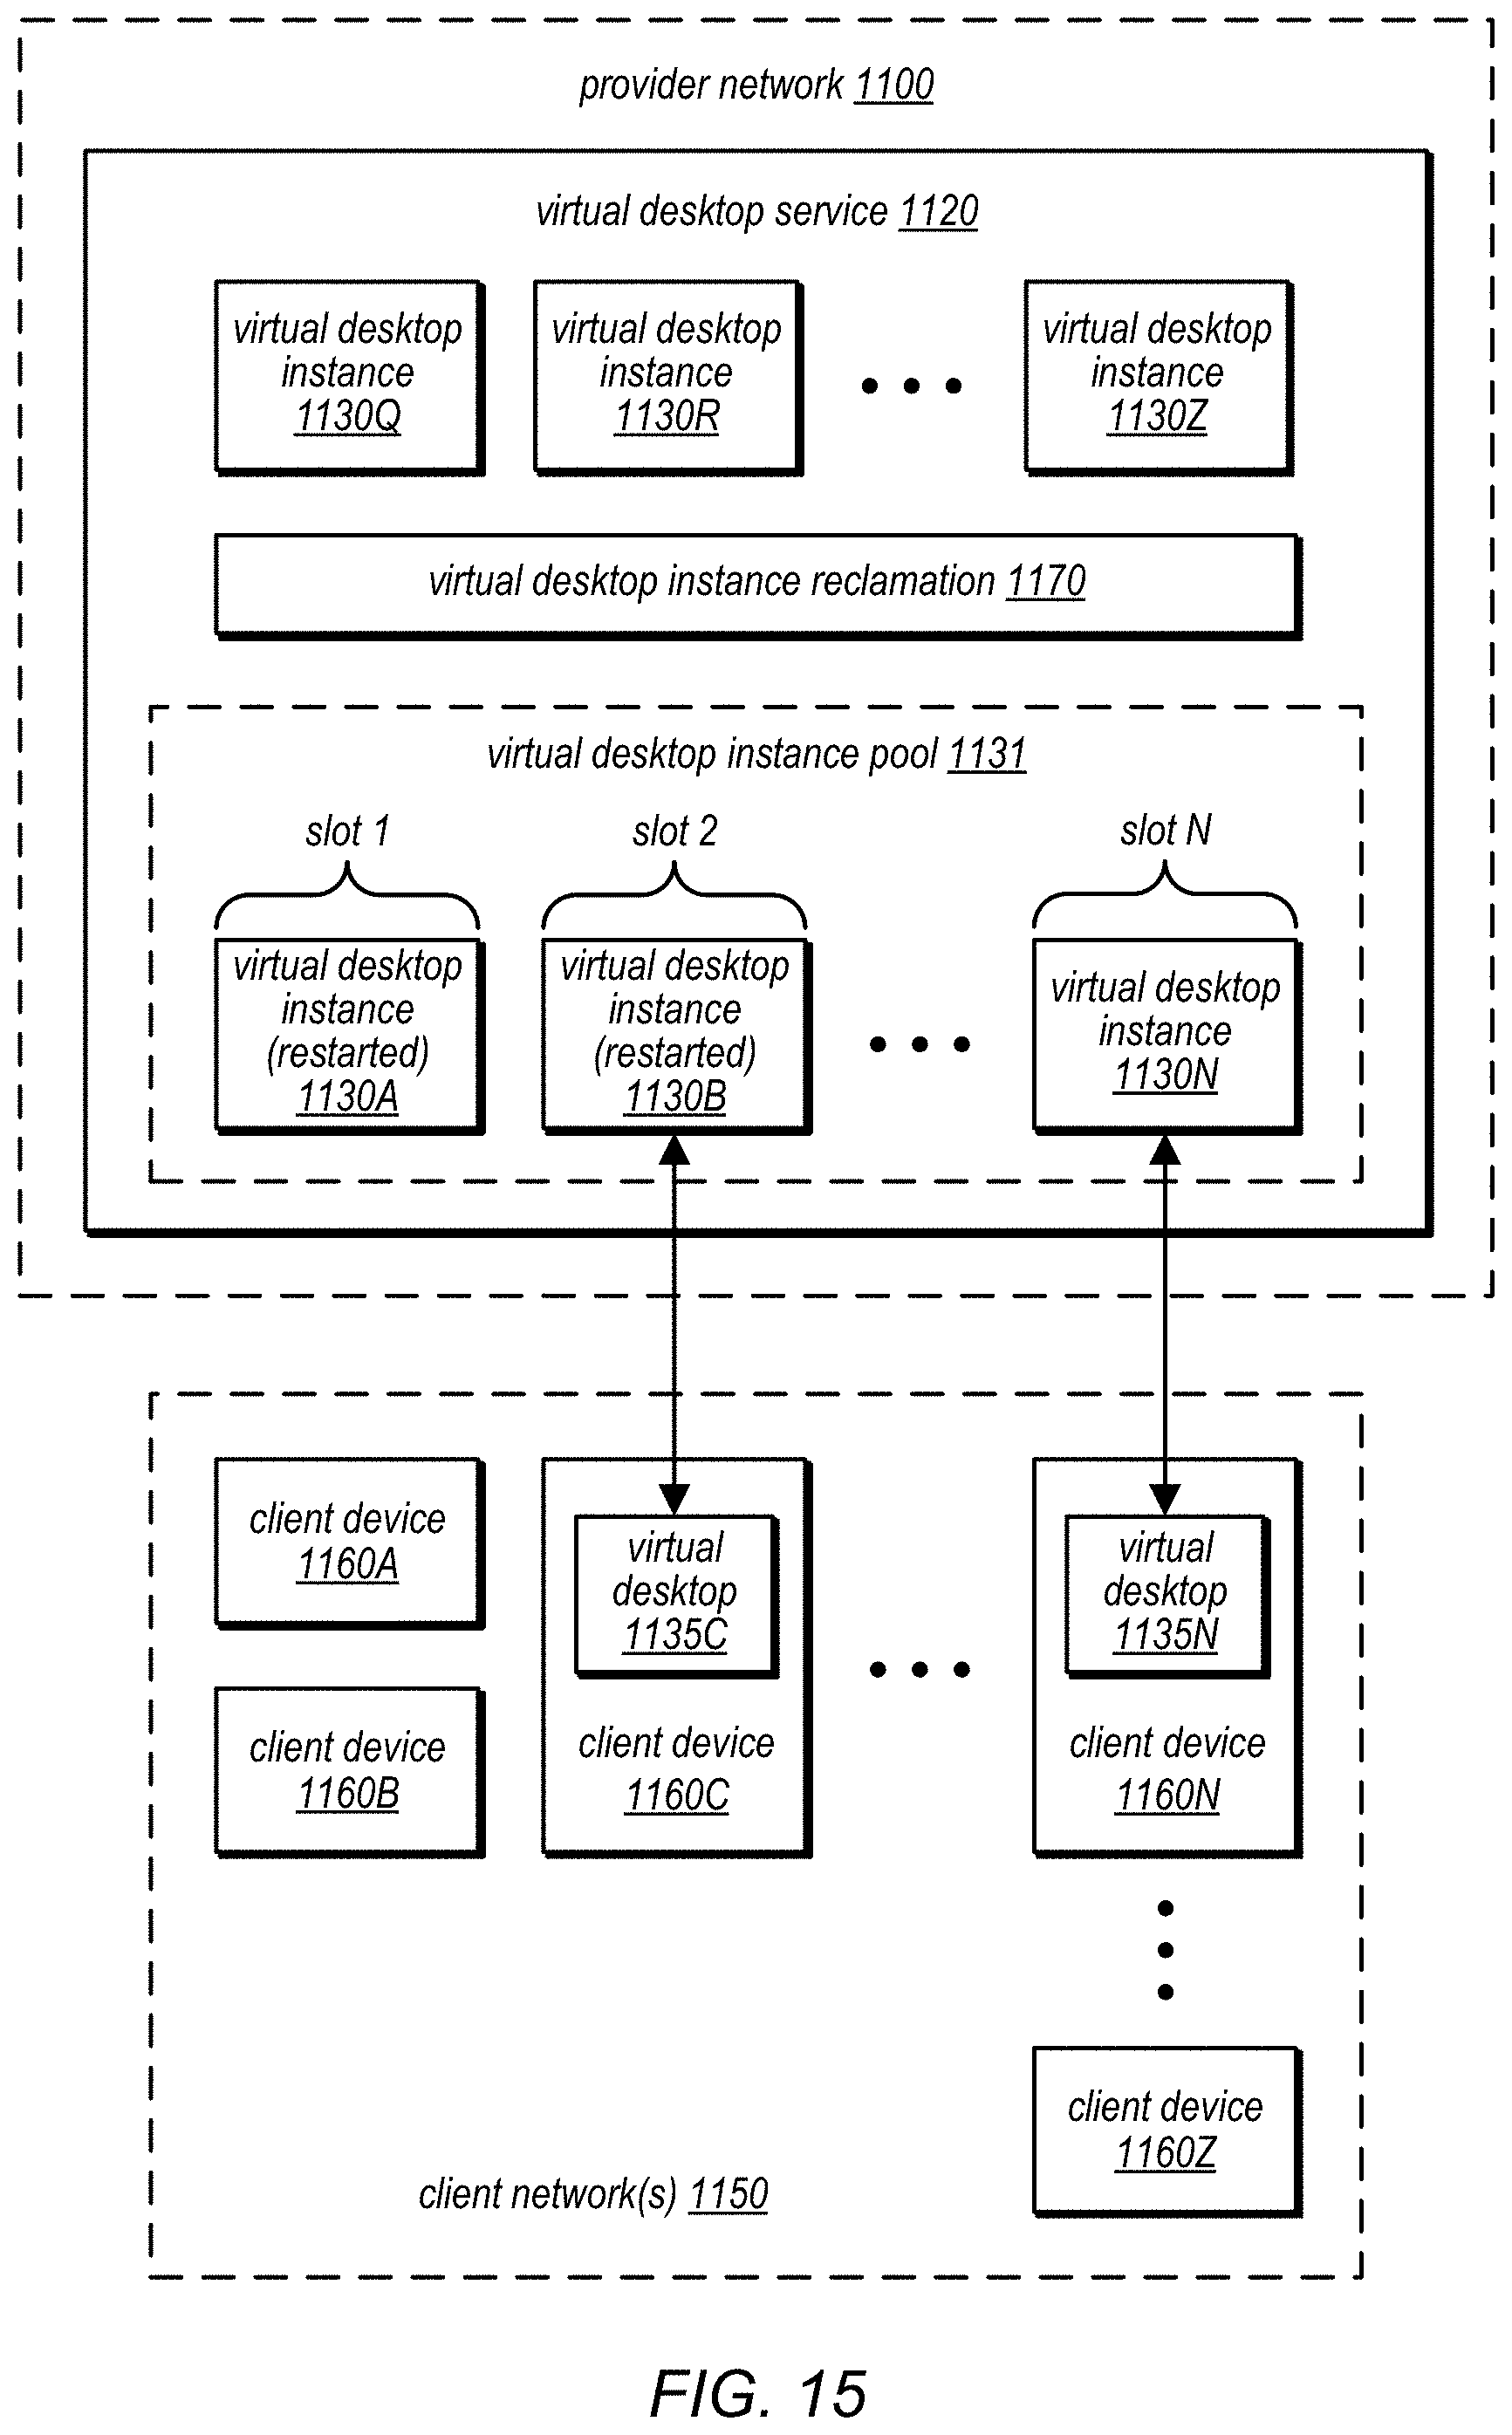 provider network 1100
virtual desktop service 1120
virtual desktop
instance
1130Q
virtual desktop
instance
1130R
virtual desktop
instance
1130Z
virtual desktop instance reclamation 1170
virtual desktop instance pool 1131
slot 1
slot 2
slot N
virtual desktop
instance
(restarted)
1130A
virtual desktop
instance
(restarted)
1130B
virtual desktop
instance
1130N
client device
1160A
client device
1160B
virtual
desktop
1135C
client device
1160C
virtual
desktop
1135N
client device
1160N
client device
1160Z
client network(s) 1150
FIG. 15